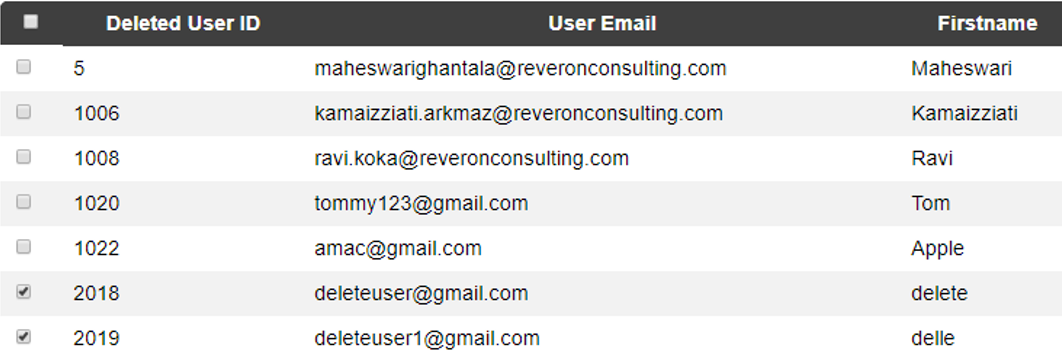 Deleted User ID User Email Firstname
5 maheswarighantala@reveronconsulting.com Maheswari
1006 kamaizziati.arkmaz@reveronconsulting.com Kamaizziati
1008 ravi.koka@reveronconsulting.com Ravi
1020 tommy123@gmail.com Tom
1022 amac@gmail.com Apple
2018 deleteuser@gmail.com delete
2019 deleteuser1@gmail.com delle